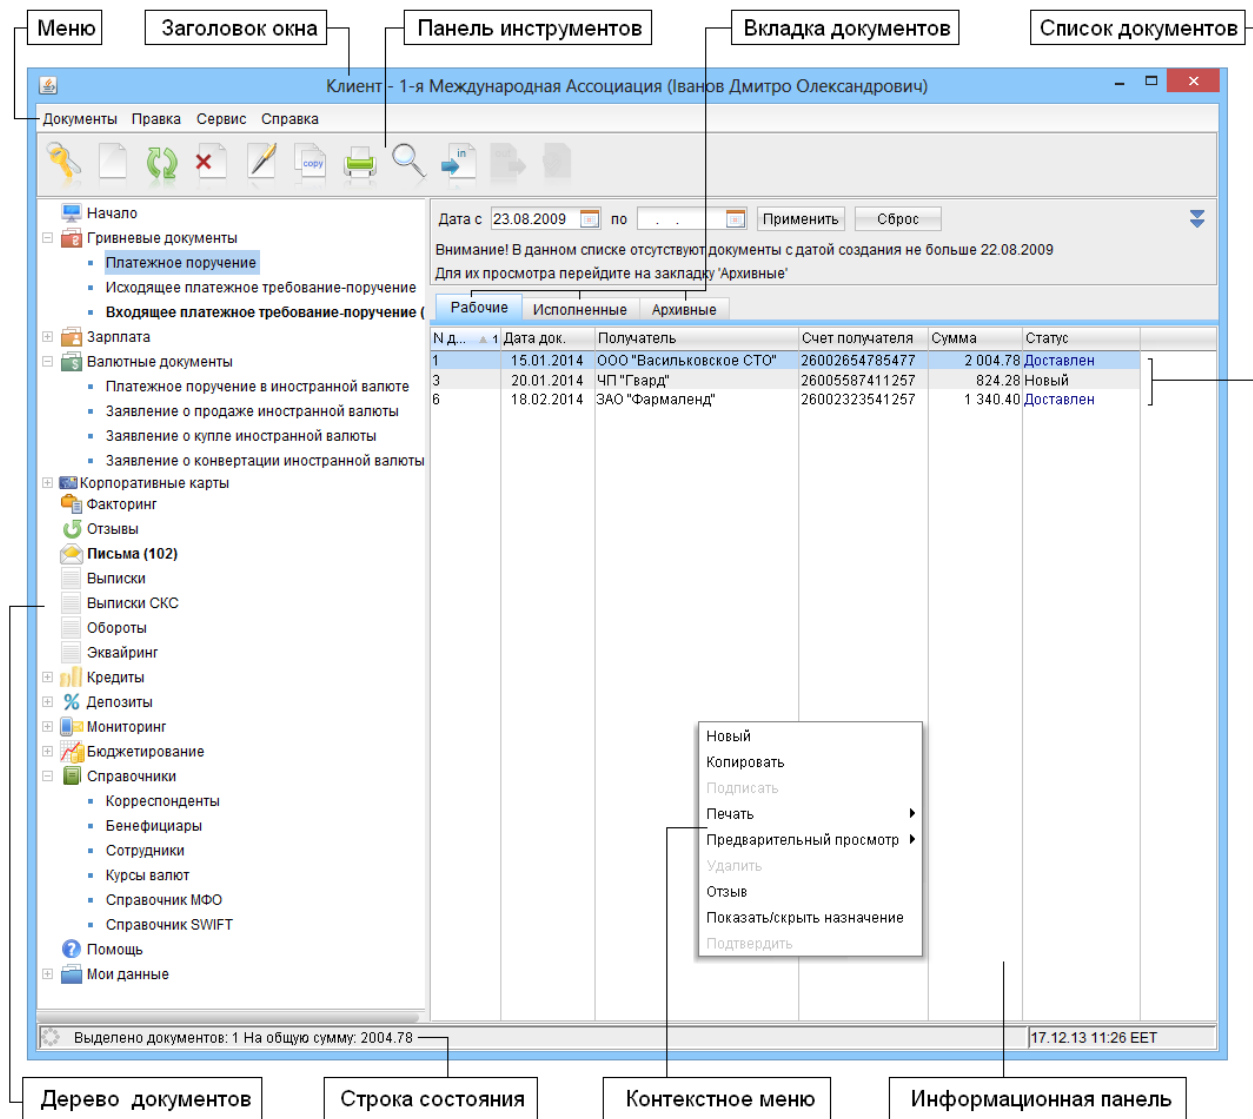 Меню
Заголовок окна
Панель инструментов
Вкладка документов
Список документов
Клиент - 1-я Международная Ассоциация (Іванов Дмитро Олександрович)
Документы Правка Сервис Справка
copy
in
Начало
Гривневые документы
Платежное поручение
Исходящее платежное требование-поручение
Входящее платежное требование-поручение (
Зарплата
Валютные документы
Платежное поручение в иностранной валюте
Заявление о продаже иностранной валюты
Заявление о купле иностранной валюты
Заявление о конвертации иностранной валюты
Корпоративные карты
Факторинг
Отзывы
Письма (102)
Выписки
Выписки СКС
Обороты
Эквайринг
Кредиты
Депозиты
Мониторинг
Бюджетирование
Справочники
Корреспонденты
Бенефициары
Сотрудники
Курсы валют
Справочник МФО
Справочник SWIFT
Помощь
Мои данные
Дата с 23.08.2009 по . . Применить Сброс
Внимание! В данном списке отсутствуют документы с датой создания не больше 22.08.2009
Для их просмотра перейдите на закладку 'Архивные'
Рабочие Исполненные Архивные
N д... 1 Дата док. Получатель Счет получателя Сумма Статус
1 15.01.2014 ООО "Васильковское СТО" 26002654785477 2 004.78 Доставлен
3 20.01.2014 ЧП "Гвард" 26005587411257 824.28 Новый
6 18.02.2014 ЗАО "Фармаленд" 26002323541257 1 340.40 Доставлен
Новый
Копировать
Подписать
Печать
Предварительный просмотр
Удалить
Отзыв
Показать/скрыть назначение
Подтвердить
Выделено документов: 1 На общую сумму: 2004.78
17.12.13 11:26 EET
Дерево документов
Строка состояния
Контекстное меню
Информационная панель